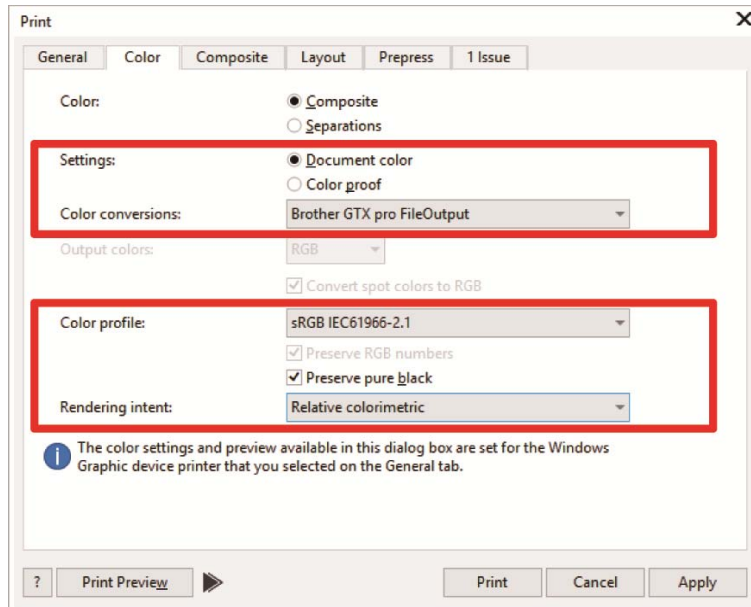 Print
General Color Composite Layout Prepress 1 Issue
Color: Composite
Separations
Settings: Document color
Color proof
Color conversions: Brother GTX pro FileOutput
Output colors: RGB
Convert spot colors to RGB
Color profile: sRGB IEC61966-2.1
Preserve RGB numbers
Preserve pure black
Rendering intent: Relative colorimetric
The color settings and preview available in this dialog box are set for the Windows
Graphic device printer that you selected on the General tab.
? Print Preview Print Cancel Apply